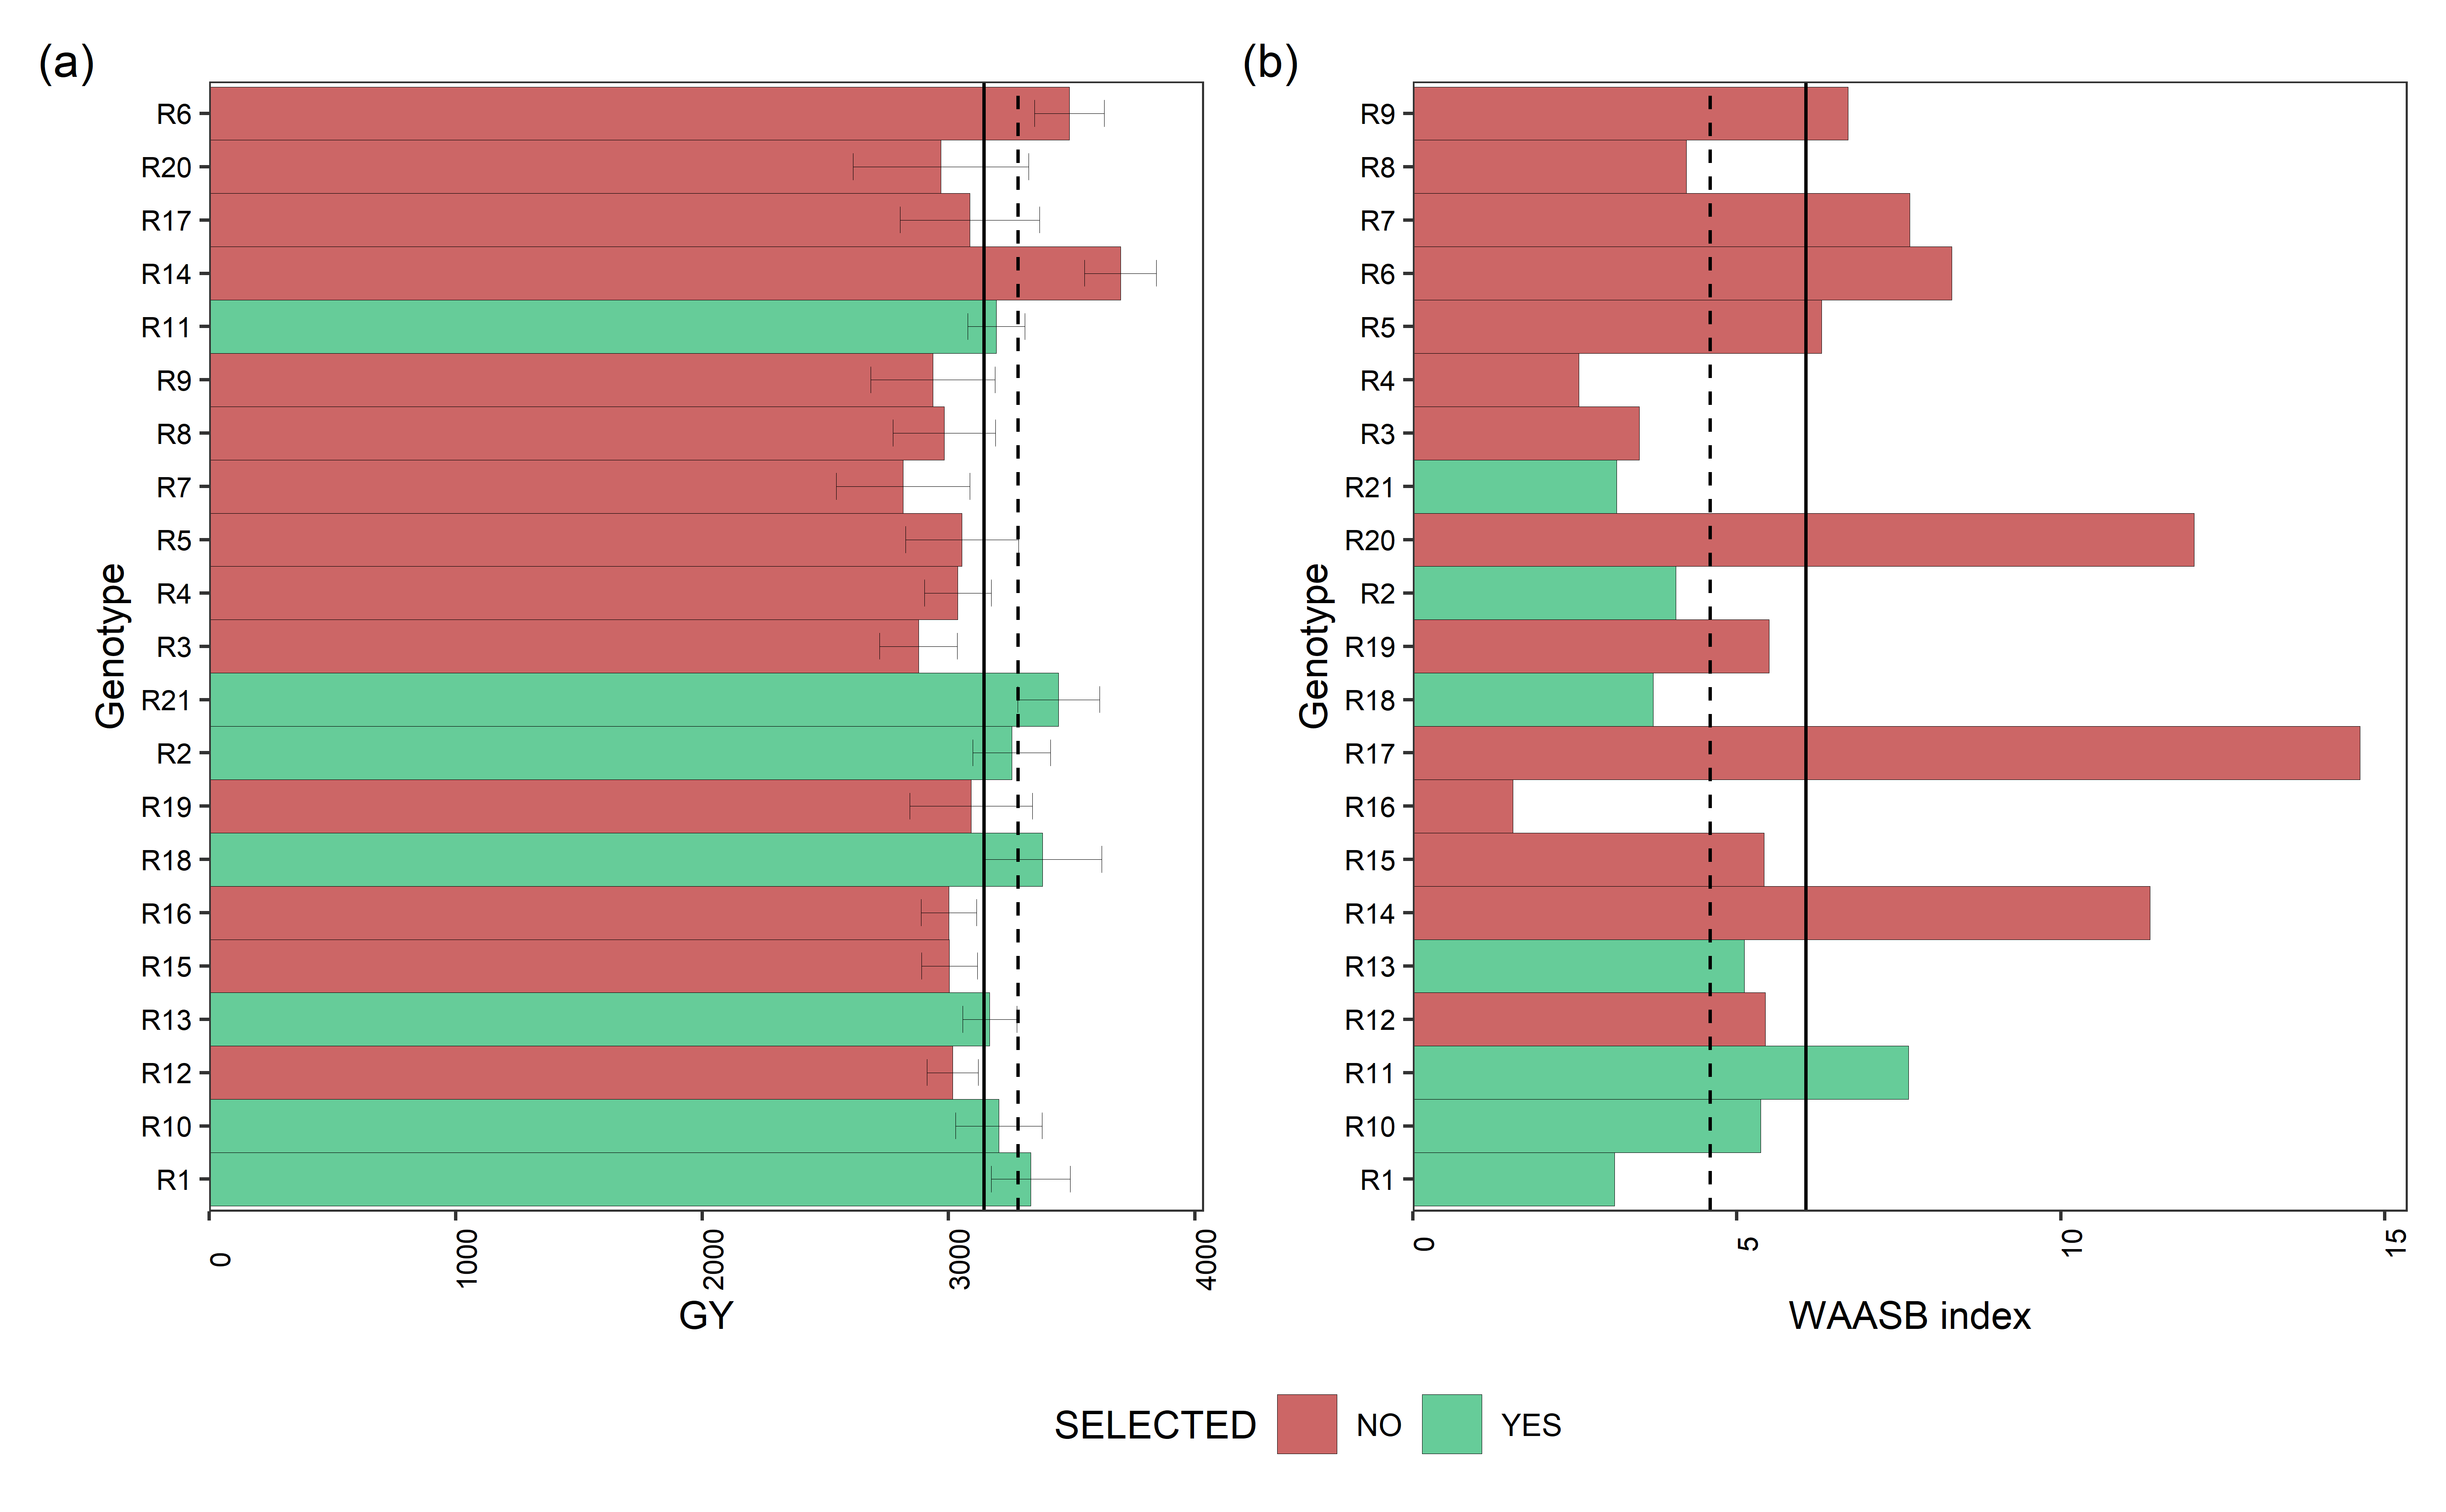 (a)
R6
R20
R17
R14
R11
R9
R8
R7
R5
R4
R3
R21
R2
R19
R18
R16
R15
R13
R12
R10
R1
Genotype
0 1000 2000 3000 4000
GY
(b)
R9
R8
R7
R6
R5
R4
R3
R21
R20
R2
R19
R18
R17
R16
R15
R14
R13
R12
R11
R10
R1
Genotype
0 5 10 15
WAASB index
SELECTED NO YES